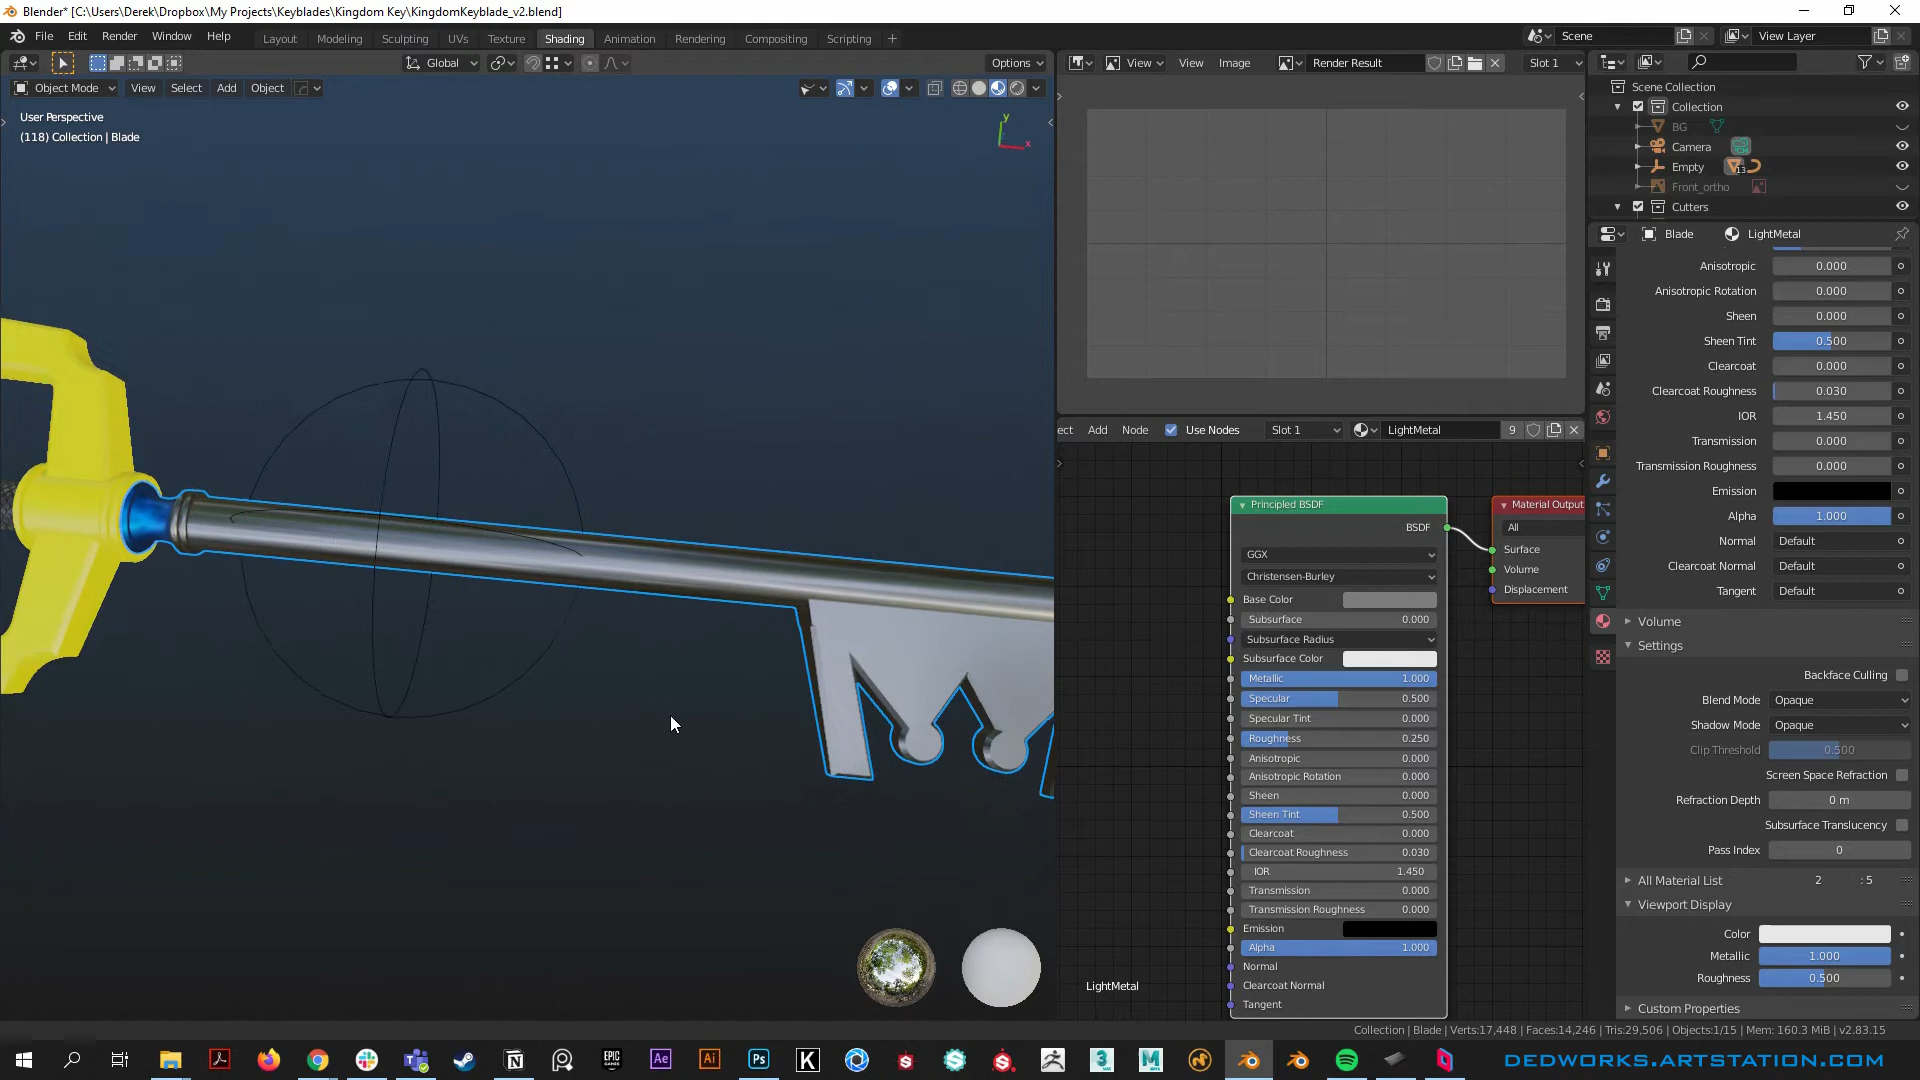 Blender* [C:\Users\Derek\Dropbox\My Projects\Keyblades\Kingdom Key\KingdomKeyblade_v2.blend]
File Edit Render Window Help Layout Modeling Sculpting UVs Texture Shading Animation Rendering Compositing Scripting + Scene View Layer
Global Options View View Image Render Result Slot 1
Object Mode View Select Add Object
User Perspective
(118) Collection | Blade
y
x
Scene Collection
Collection
BG
Camera
Empty 13
Front_ortho
Cutters
Blade LightMetal
Anisotropic 0.000
Anisotropic Rotation 0.000
Sheen 0.000
Sheen Tint 0.500
Clearcoat 0.000
Clearcoat Roughness 0.030
IOR 1.450
Transmission 0.000
Transmission Roughness 0.000
Emission
Alpha 1.000
Normal Default
Clearcoat Normal Default
Tangent Default
Volume
Settings
Backface Culling
Blend Mode Opaque
Shadow Mode Opaque
Clip Threshold 0.500
Screen Space Refraction
Refraction Depth 0 m
Subsurface Translucency
Pass Index 0
All Material List 2 : 5
Viewport Display
Color
Metallic 1.000
Roughness 0.500
Custom Properties
ect Add Node Use Nodes Slot 1 LightMetal 9
Principled BSDF
BSDF
GGX
Christensen-Burley
Base Color
Subsurface 0.000
Subsurface Radius
Subsurface Color
Metallic 1.000
Specular 0.500
Specular Tint 0.000
Roughness 0.250
Anisotropic 0.000
Anisotropic Rotation 0.000
Sheen 0.000
Sheen Tint 0.500
Clearcoat 0.000
Clearcoat Roughness 0.030
IOR 1.450
Transmission 0.000
Transmission Roughness 0.000
Emission
Alpha 1.000
Normal
Clearcoat Normal
Tangent
Material Output
All
Surface
Volume
Displacement
LightMetal
Collection | Blade | Verts:17,448 | Faces:14,246 | Tris:29,506 | Objects:1/15 | Mem: 160.3 MiB | v2.83.15
EPIC GAMES Ae Ai Ps K
DEDWORKS.ARTSTATION.COM